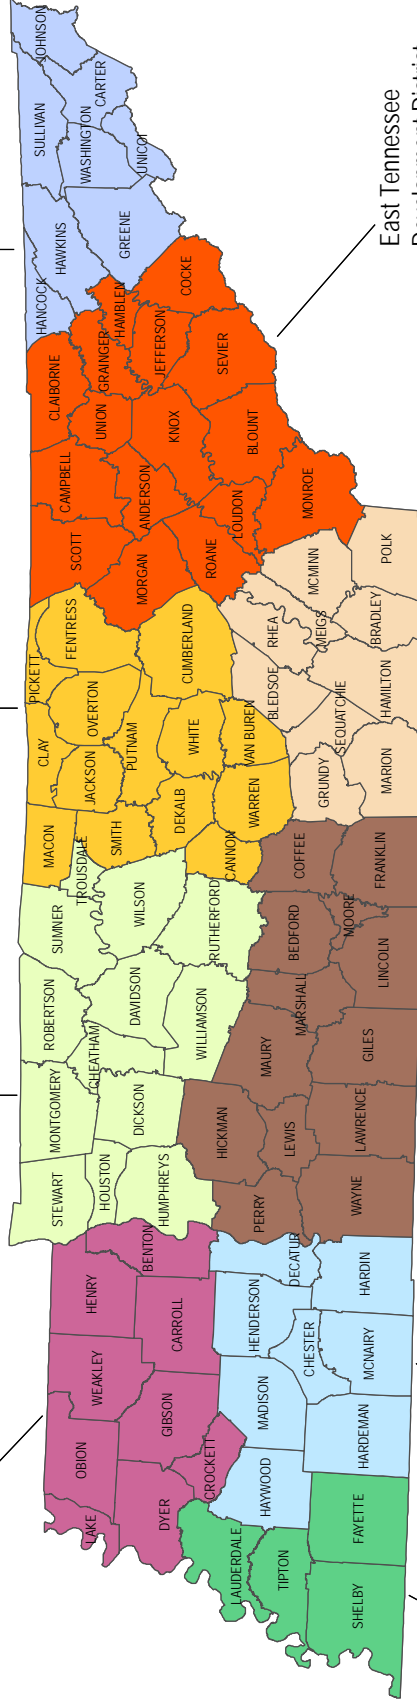 JOHNSON
SULLIVAN
CARTER
WASHINGTON
UNICOI
HAWKINS
GREENE
HANCOCK
COCKE
HAMBLEN
JEFFERSON
GRAINGER
SEVIER
CLAIBORNE
UNION
KNOX
BLOUNT
CAMPBELL
ANDERSON
LOUDON
MONROE
SCOTT
MORGAN
ROANE
East Tennessee
MCMINN
POLK
FENTRESS
CUMBERLAND
RHEA
MEIGS
BRADLEY
PICKETT
OVERTON
BLEDSOE
HAMILTON
CLAY
PUTNAM
WHITE
VAN BUREN
SEQUATCHIE
JACKSON
DEKALB
WARREN
GRUNDY
MARION
MACON
SMITH
CANNON
TROUSDALE
COFFEE
FRANKLIN
SUMNER
WILSON
RUTHERFORD
BEDFORD
MOORE
LINCOLN
ROBERTSON
DAVIDSON
WILLIAMSON
MARSHALL
CHEATHAM
MAURY
GILES
MONTGOMERY
DICKSON
HICKMAN
LEWIS
LAWRENCE
STEWART
HOUSTON
HUMPHREYS
PERRY
WAYNE
BENTON
DECATUR
HARDIN
HENRY
CARROLL
HENDERSON
CHESTER
MCNAIRY
WEAKLEY
GIBSON
MADISON
HARDEMAN
OBION
CROCKETT
HAYWOOD
LAKE
DYER
LAUDERDALE
TIPTON
FAYETTE
SHELBY